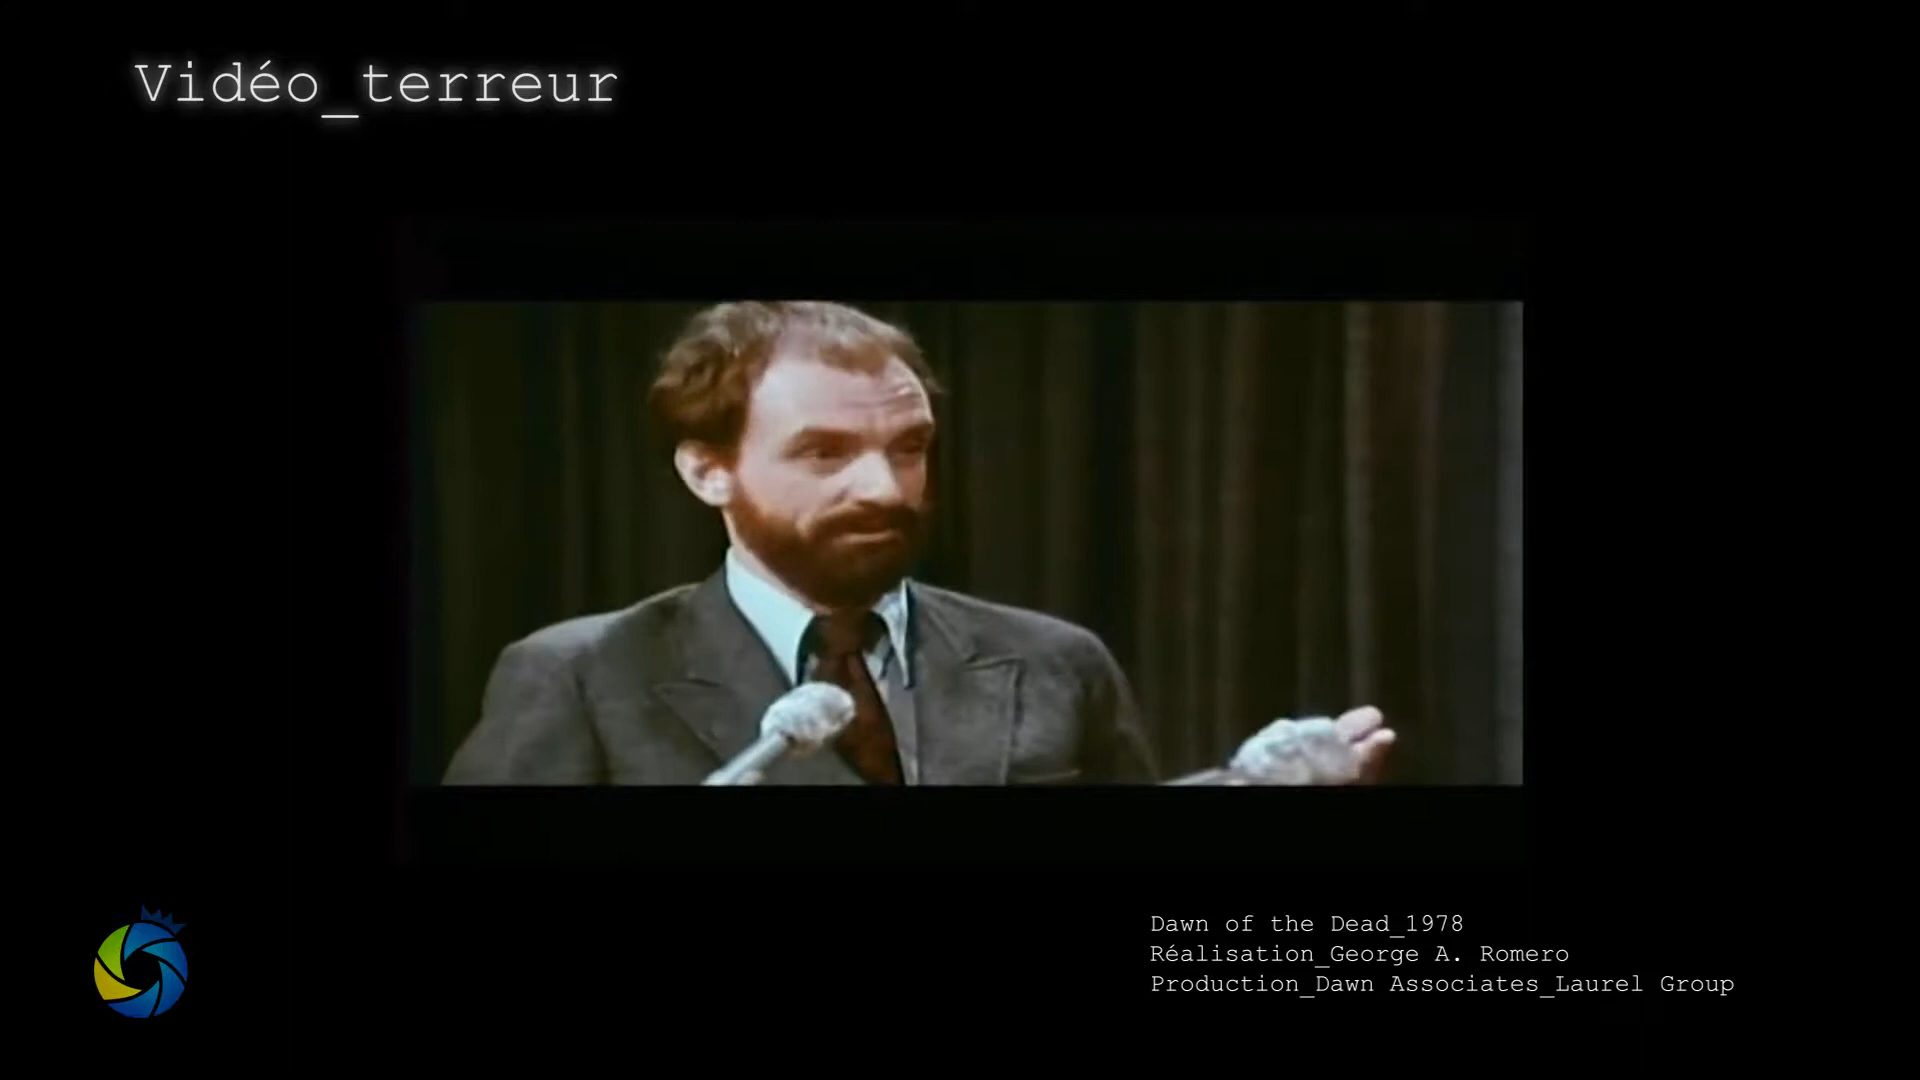 Vidéo_terreur
Dawn of the Dead_1978
Réalisation_George A. Romero
Production_Dawn Associates_Laurel Group